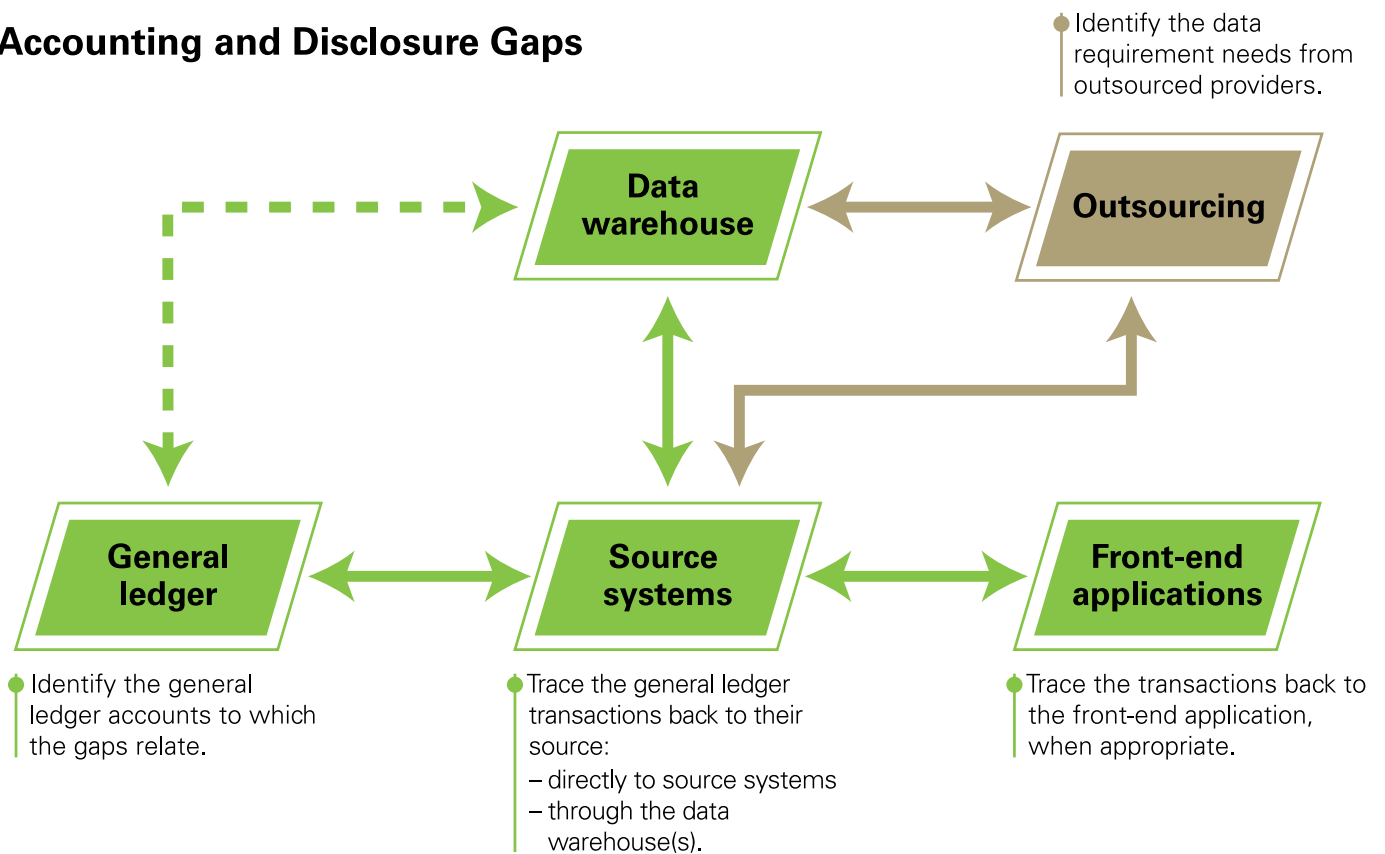 Accounting and Disclosure Gaps
Identify the data
requirement needs from
outsourced providers.
Data
warehouse
Outsourcing
General
ledger
Source
systems
Front-end
applications
Identify the general
ledger accounts to which
the gaps relate.
Trace the general ledger
transactions back to their
source:
– directly to source systems
– through the data
warehouse(s).
Trace the transactions back to
the front-end application,
when appropriate.